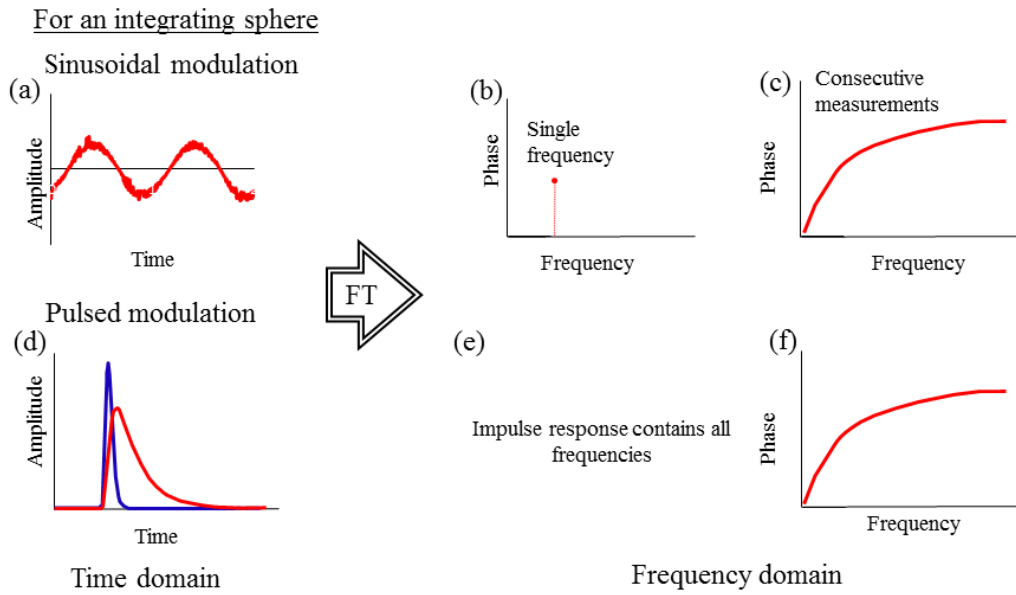 For an integrating sphere
Sinusoidal modulation
(a)
Amplitude
Time
(b)
Phase
Single
frequency
Frequency
(c)
Consecutive
measurements
Phase
Frequency
FT
Pulsed modulation
(d)
Amplitude
Time
Time domain
(e)
Impulse response contains all
frequencies
(f)
Phase
Frequency
Frequency domain